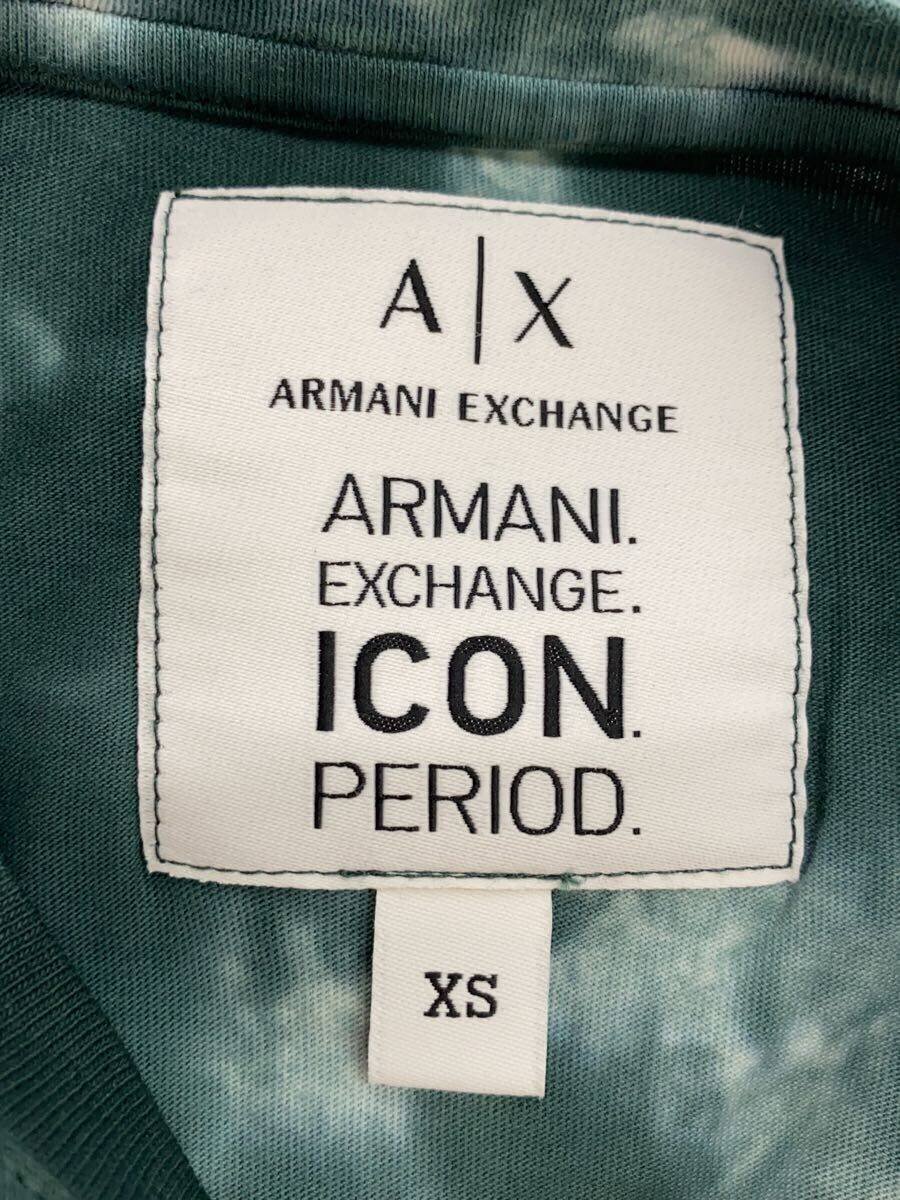 A|X
ARMANI EXCHANGE
ARMANI.
EXCHANGE.
ICON.
PERIOD.
XS